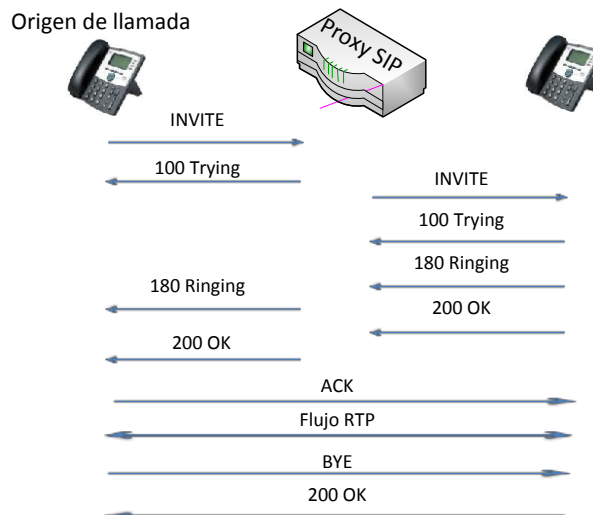 Origen de llamada
Proxy SIP
INVITE
100 Trying
INVITE
100 Trying
180 Ringing
180 Ringing
200 OK
200 OK
ACK
Flujo RTP
BYE
200 OK